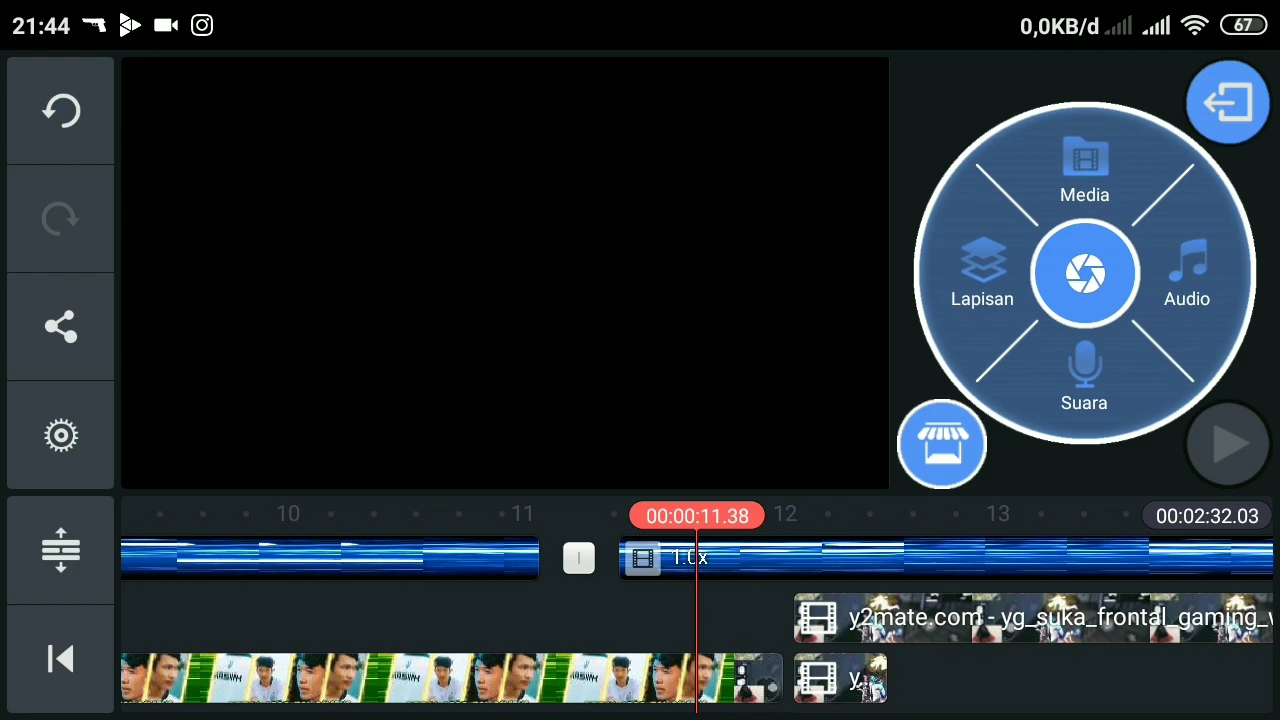 21:44
0,0KB/d
67
Media
Lapisan
Audio
Suara
10
11
00:00:11.38
12
13
00:02:32.03
1.0x
y2mate.com - yg_suka_frontal_gaming_
y..